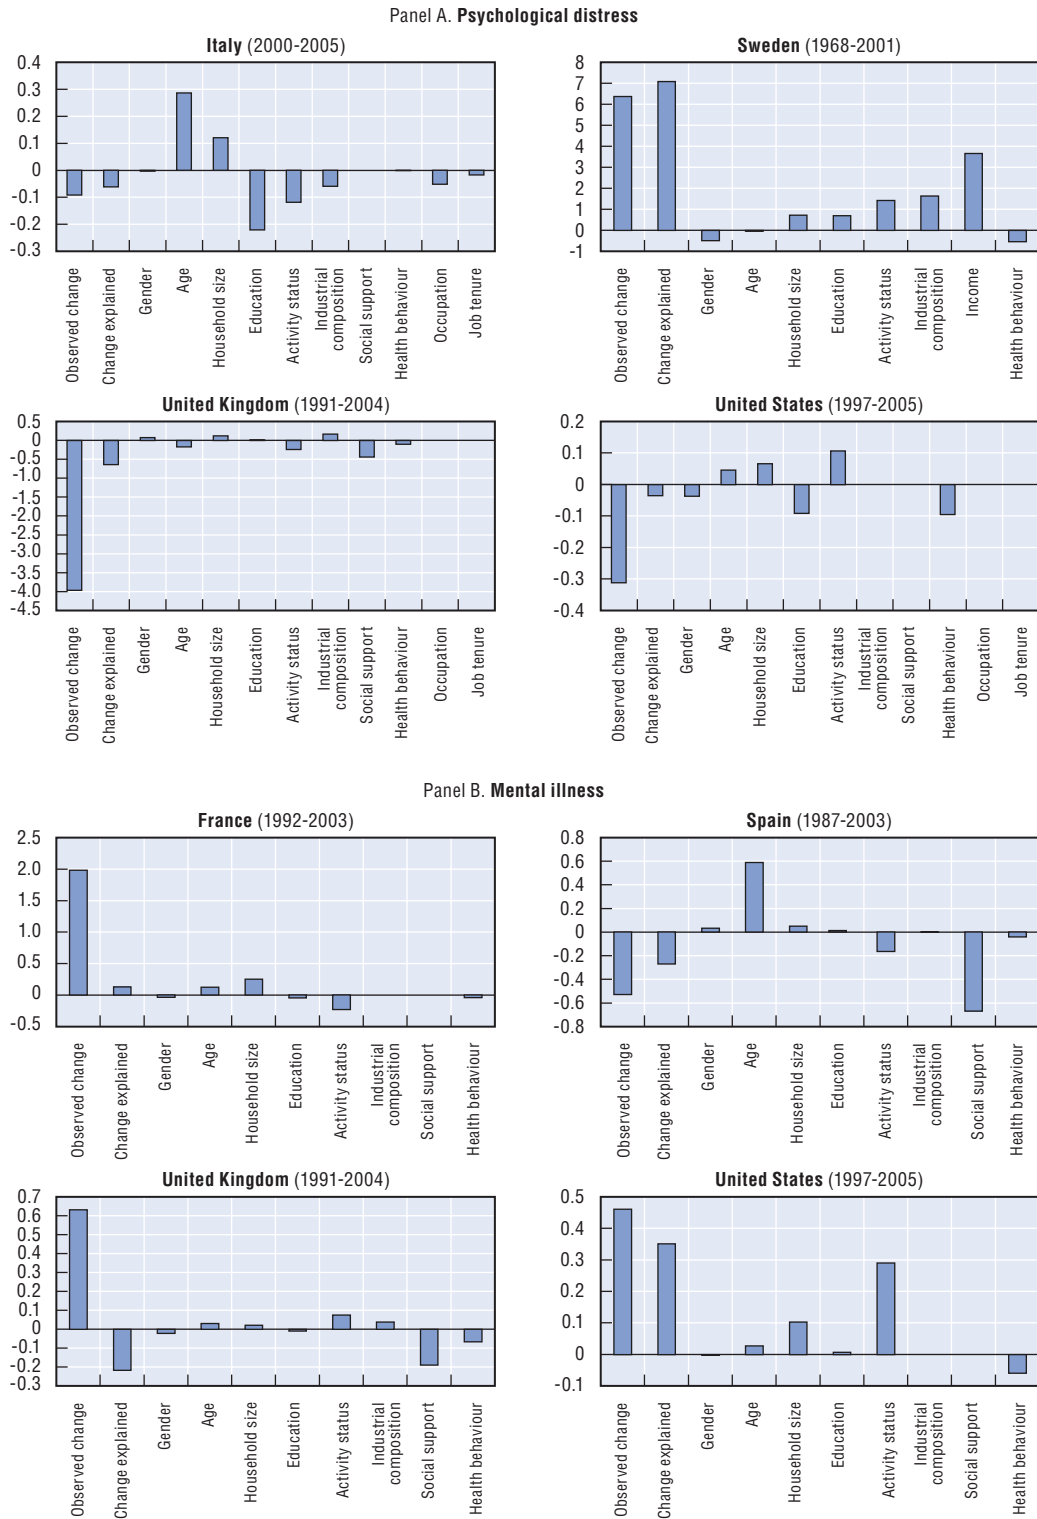 Panel A. Psychological distress
Italy (2000-2005)
0.4
0.3
0.2
0.1
0
-0.1
-0.2
-0.3
Observed change
Change explained
Gender
Age
Household size
Education
Activity status
Industrial
composition
Social support
Health behaviour
Occupation
Job tenure
Sweden (1968-2001)
8
7
6
5
4
3
2
1
0
-1
Observed change
Change explained
Gender
Age
Household size
Education
Activity status
Industrial
composition
Income
Health behaviour
United Kingdom (1991-2004)
0.5
0
-0.5
-1.0
-1.5
-2.0
-2.5
-3.0
-3.5
-4.0
-4.5
Observed change
Change explained
Gender
Age
Household size
Education
Activity status
Industrial
composition
Social support
Health behaviour
Occupation
Job tenure
United States (1997-2005)
0.2
0.1
0
-0.1
-0.2
-0.3
-0.4
Observed change
Change explained
Gender
Age
Household size
Education
Activity status
Industrial
composition
Social support
Health behaviour
Occupation
Job tenure
Panel B. Mental illness
France (1992-2003)
2.5
2.0
1.5
1.0
0.5
0
-0.5
Observed change
Change explained
Gender
Age
Household size
Education
Activity status
Industrial
composition
Social support
Health behaviour
Spain (1987-2003)
0.8
0.6
0.4
0.2
0
-0.2
-0.4
-0.6
-0.8
Observed change
Change explained
Gender
Age
Household size
Education
Activity status
Industrial
composition
Social support
Health behaviour
United Kingdom (1991-2004)
0.7
0.6
0.5
0.4
0.3
0.2
0.1
0
-0.1
-0.2
-0.3
Observed change
Change explained
Gender
Age
Household size
Education
Activity status
Industrial
composition
Social support
Health behaviour
United States (1997-2005)
0.5
0.4
0.3
0.2
0.1
0
-0.1
Observed change
Change explained
Gender
Age
Household size
Education
Activity status
Industrial
composition
Social support
Health behaviour